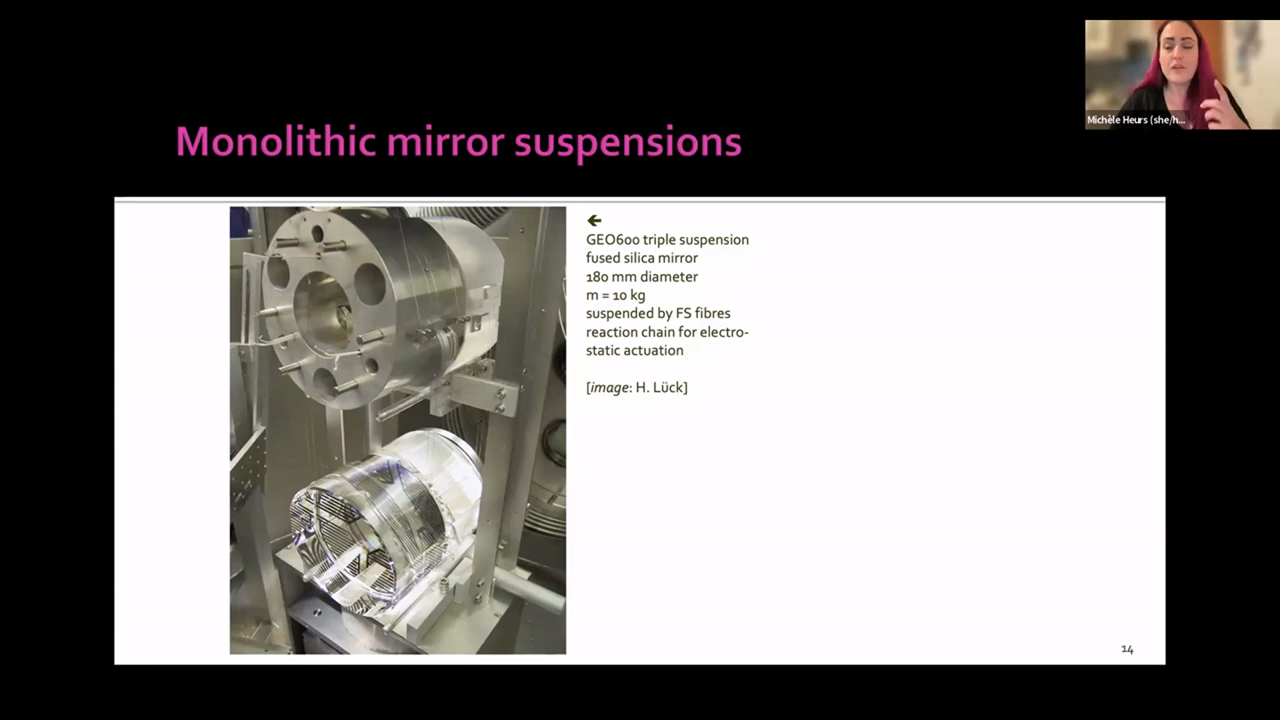 Michèle Heurs (she/h...
Monolithic mirror suspensions
←
GEO600 triple suspension
fused silica mirror
180 mm diameter
m = 10 kg
suspended by FS fibres
reaction chain for electro-
static actuation
[image: H. Lück]
14